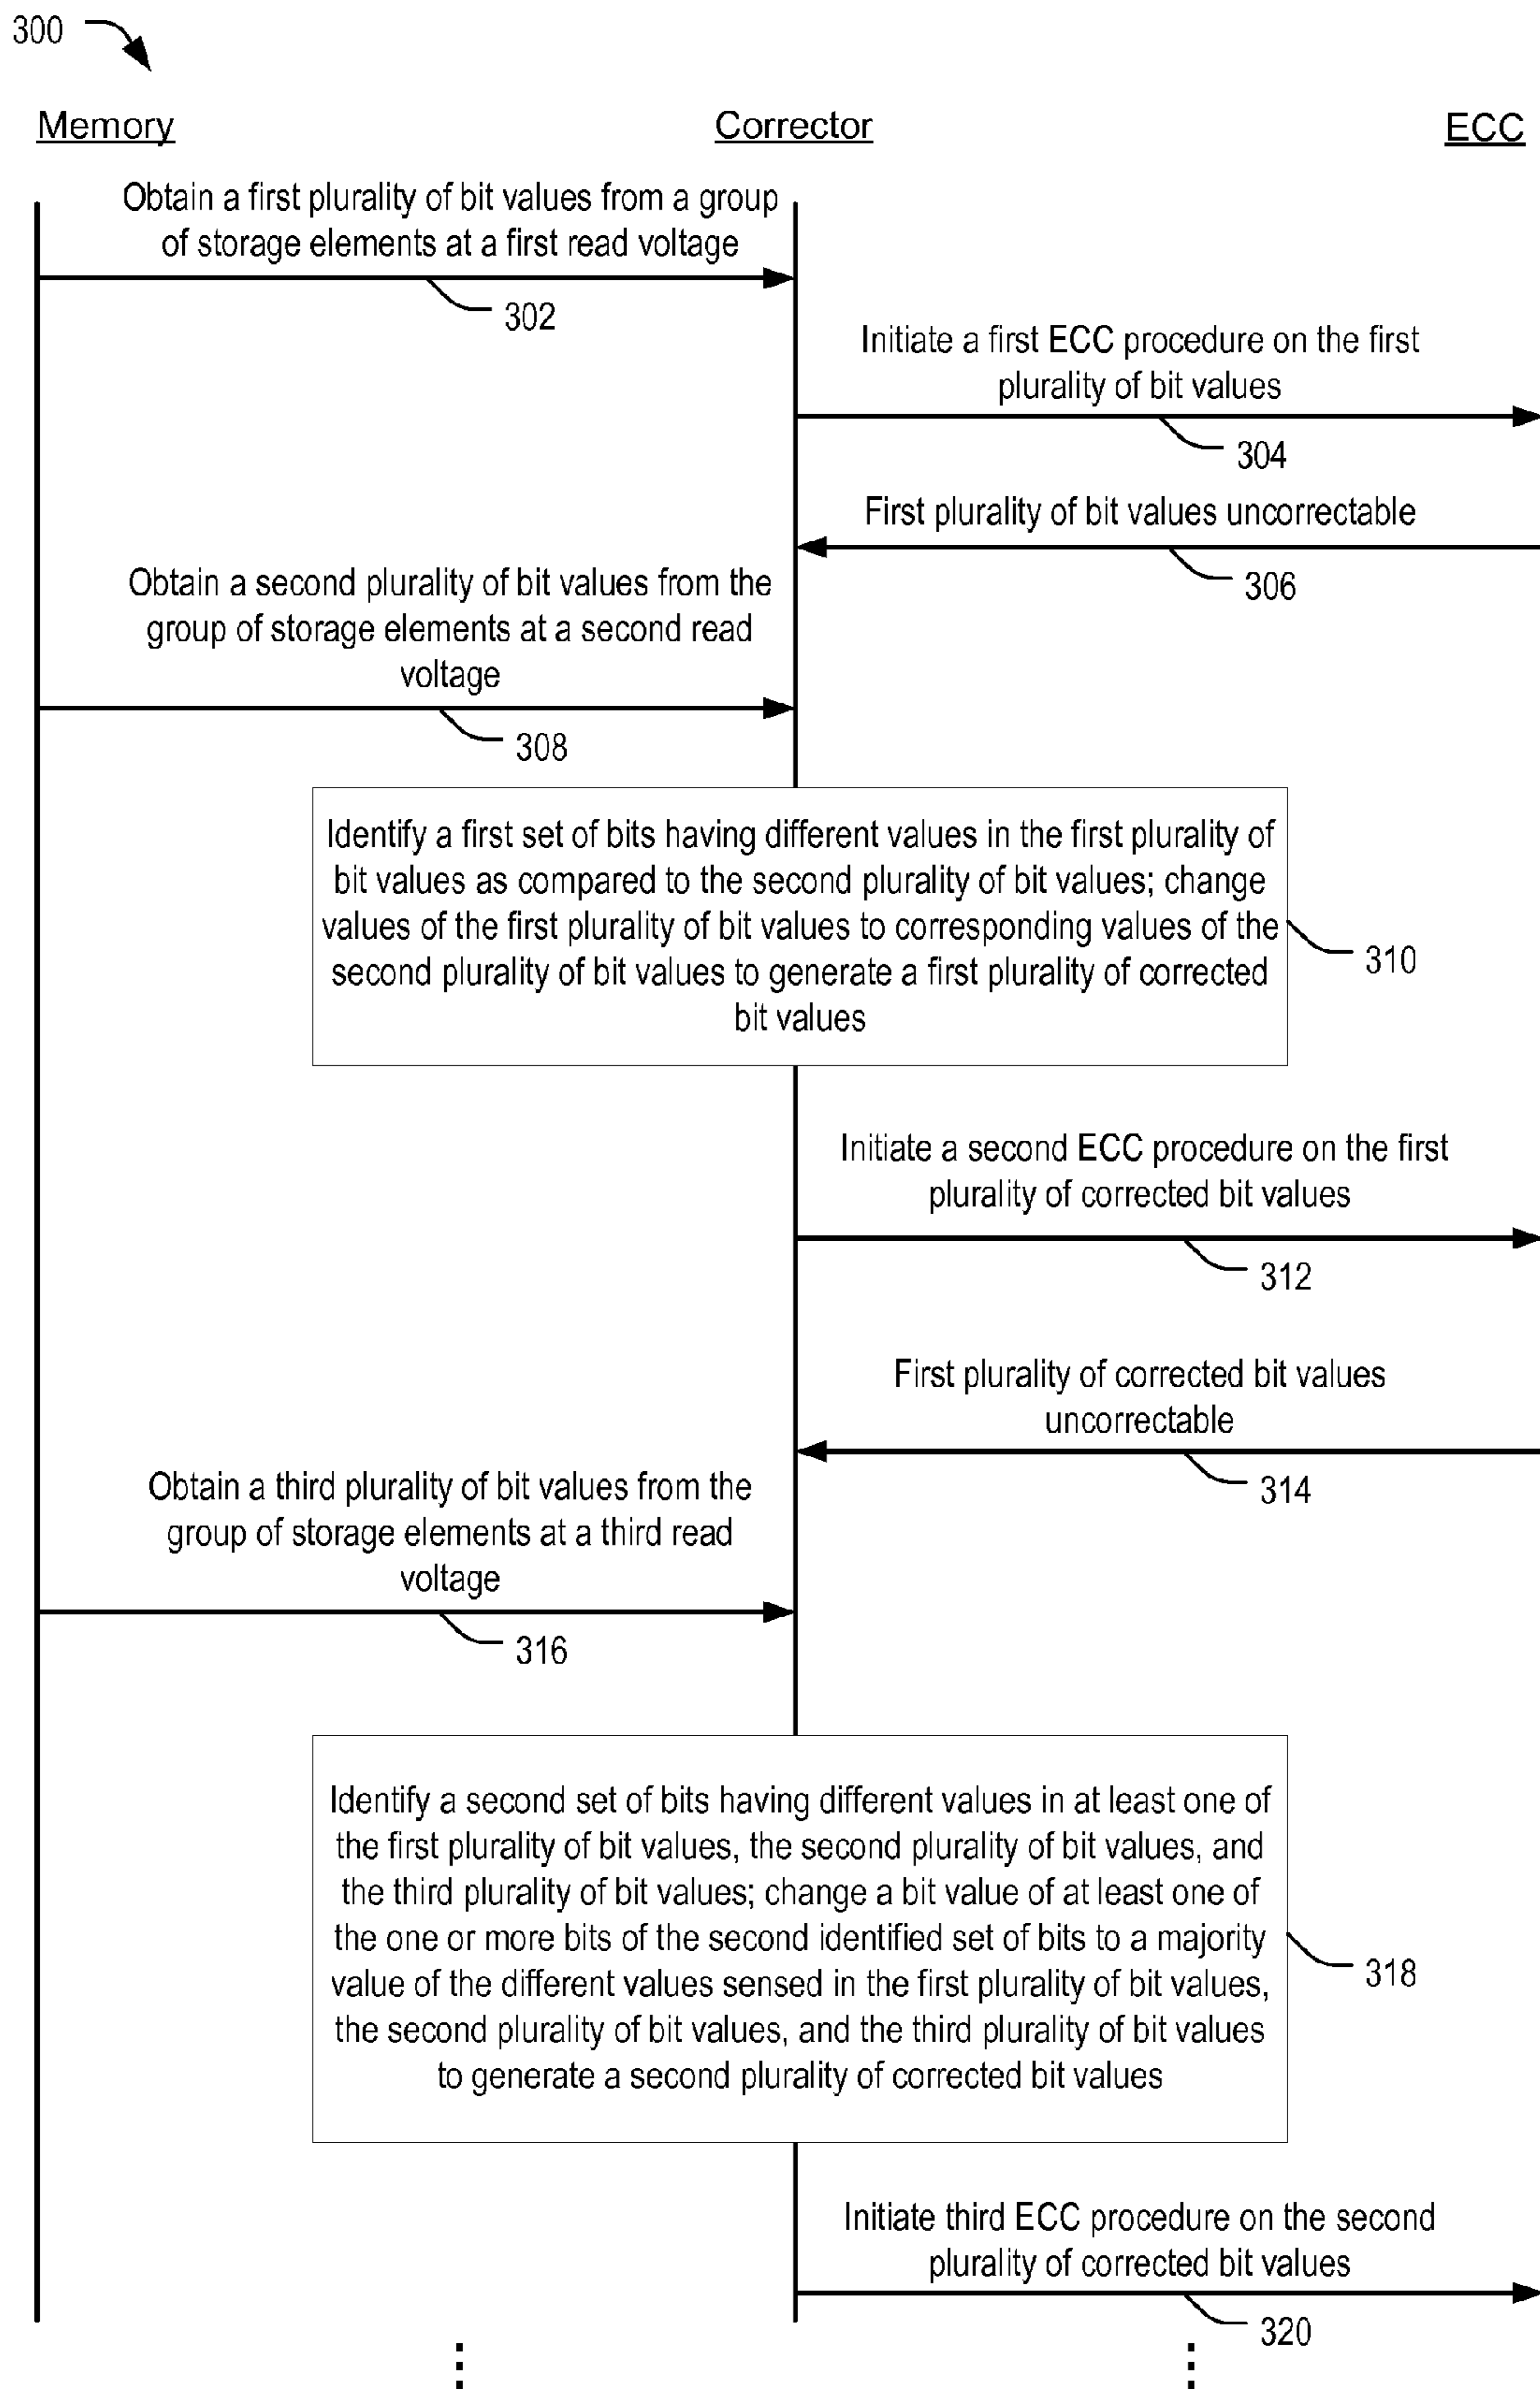 300
Memory
Corrector
ECC
Obtain a first plurality of bit values from a group
of storage elements at a first read voltage
302
Initiate a first ECC procedure on the first
plurality of bit values
304
First plurality of bit values uncorrectable
306
Obtain a second plurality of bit values from the
group of storage elements at a second read
voltage
308
Identify a first set of bits having different values in the first plurality of
bit values as compared to the second plurality of bit values; change
values of the first plurality of bit values to corresponding values of the
second plurality of bit values to generate a first plurality of corrected
bit values
310
Initiate a second ECC procedure on the first
plurality of corrected bit values
312
First plurality of corrected bit values
uncorrectable
314
Obtain a third plurality of bit values from the
group of storage elements at a third read
voltage
316
Identify a second set of bits having different values in at least one of
the first plurality of bit values, the second plurality of bit values, and
the third plurality of bit values; change a bit value of at least one of
the one or more bits of the second identified set of bits to a majority
value of the different values sensed in the first plurality of bit values,
the second plurality of bit values, and the third plurality of bit values
to generate a second plurality of corrected bit values
318
Initiate third ECC procedure on the second
plurality of corrected bit values
320